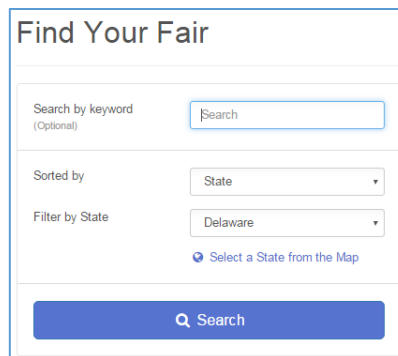 Find Your Fair
Search by keyword
(Optional)
Search
Sorted by
State
Filter by State
Delaware
Select a State from the Map
Search